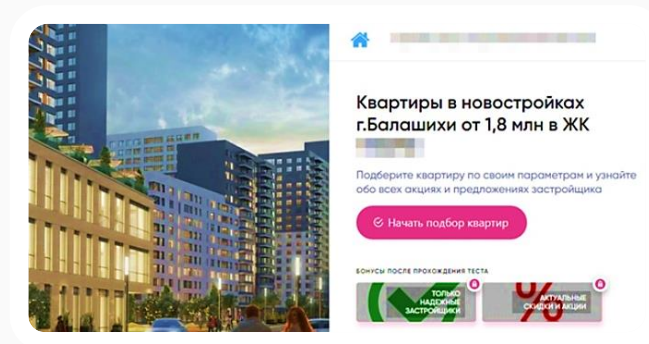 Квартиры в новостройках
г.Балашихи от 1,8 млн в ЖК
Подберите квартиру по своим параметрам и узнайте
обо всех акциях и предложениях застройщика
Начать подбор квартир
БОНУСЫ ПОСЛЕ ПРОХОЖДЕНИЯ ТЕСТА
ТОЛЬКО
НАДЕЖНЫЕ
ЗАСТРОЙЩИКИ
%
АКТУАЛЬНЫЕ
СКИДКИ И АКЦИИ